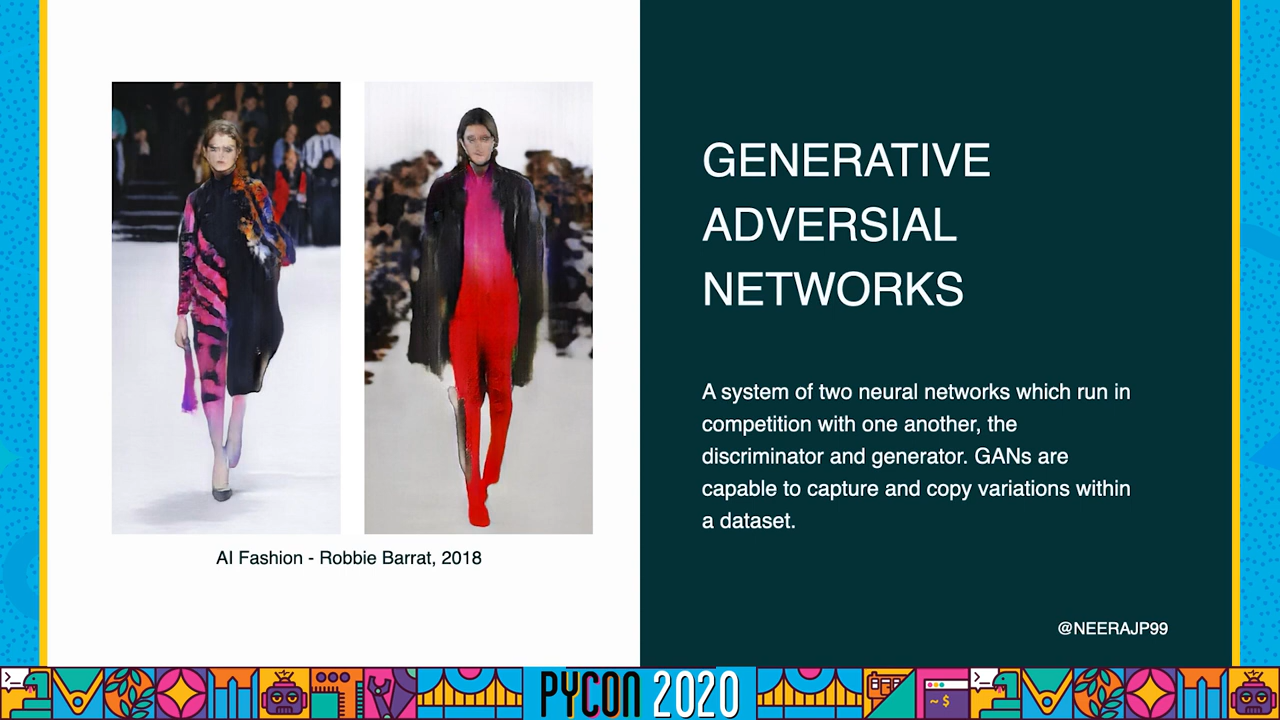 GENERATIVE
ADVERSIAL
NETWORKS
A system of two neural networks which run in
competition with one another, the
discriminator and generator. GANs are
capable to capture and copy variations within
a dataset.
AI Fashion - Robbie Barrat, 2018
@NEERAJP99
PYCON 2020
~$